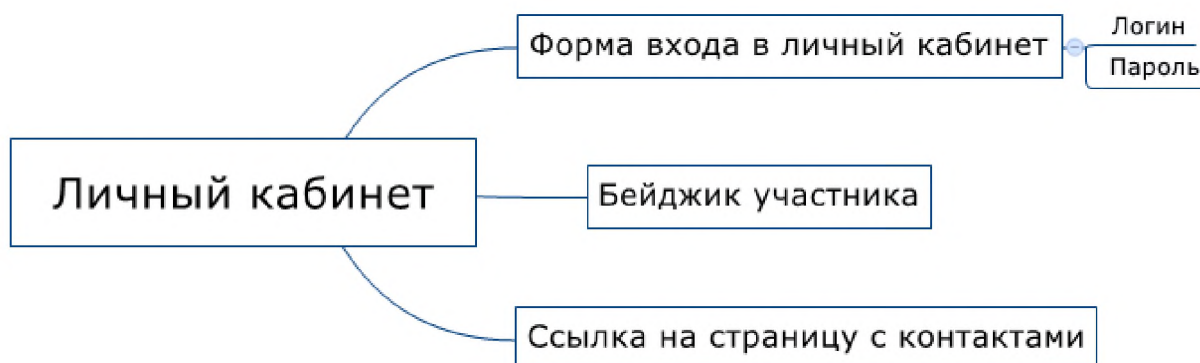 Форма входа в личный кабинет
Логин
Пароль
Личный кабинет
Бейджик участника
Ссылка на страницу с контактами